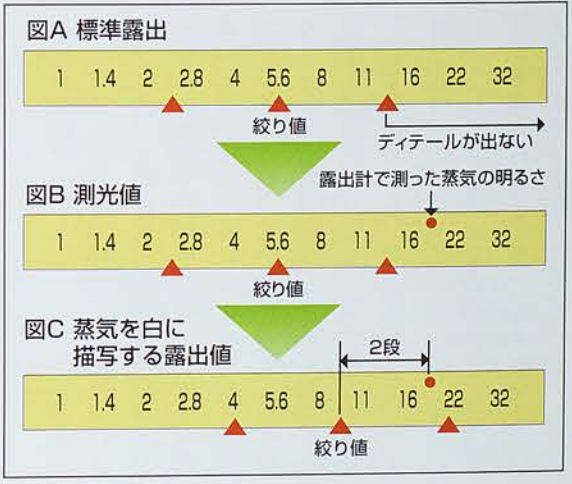 図A 標準露出
1 1.4 2 2.8 4 5.6 8 11 16 22 32
絞り値
ディテールが出ない
露出計で測った蒸気の明るさ
図B 測光値
1 1.4 2 2.8 4 5.6 8 11 16 22 32
絞り値
図C 蒸気を白に
描写する露出値
2段
1 1.4 2 2.8 4 5.6 8 11 16 22 32
絞り値